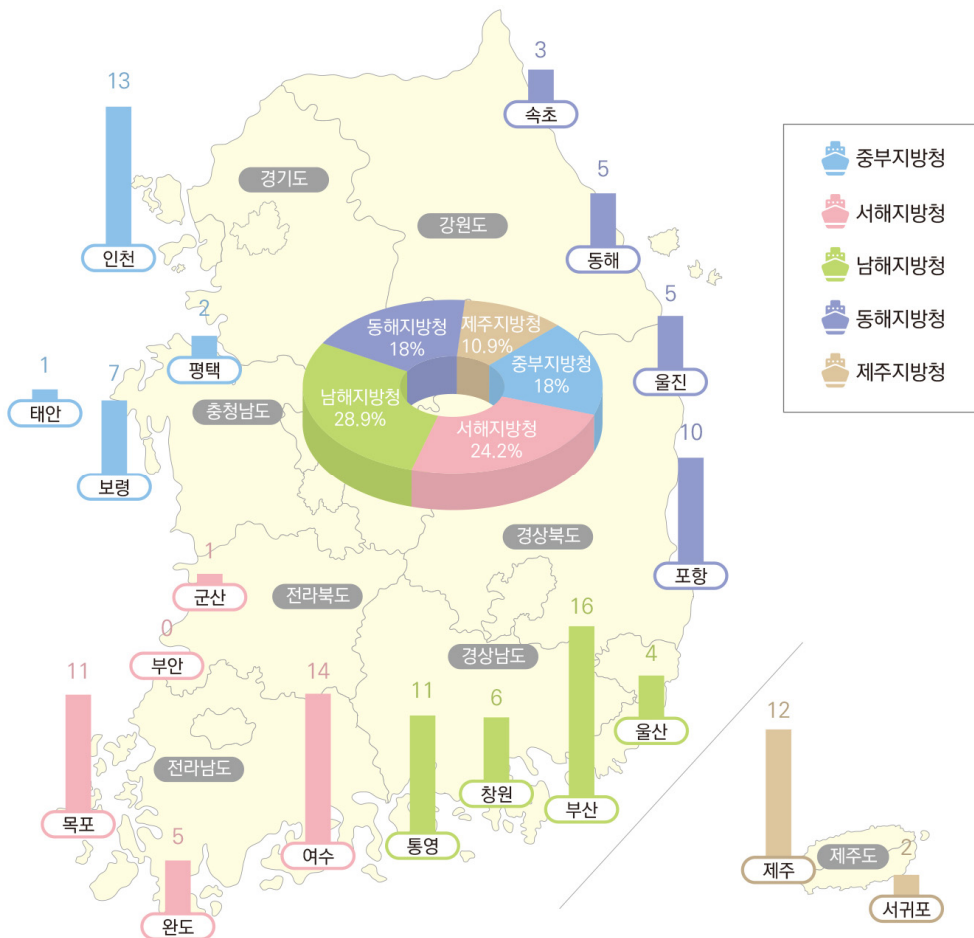 3
속초
13
인천
경기도
강원도
5
동해
중부지방청
서해지방청
남해지방청
동해지방청
제주지방청
2
평택
5
울진
1
태안
7
보령
충청남도
동해지방청
18%
제주지방청
10.9%
중부지방청
18%
남해지방청
28.9%
서해지방청
24.2%
10
포항
경상북도
1
군산
전라북도
0
부안
경상남도
16
부산
4
울산
11
목포
14
여수
11
통영
6
창원
전라남도
5
완도
12
제주
제주도
2
서귀포